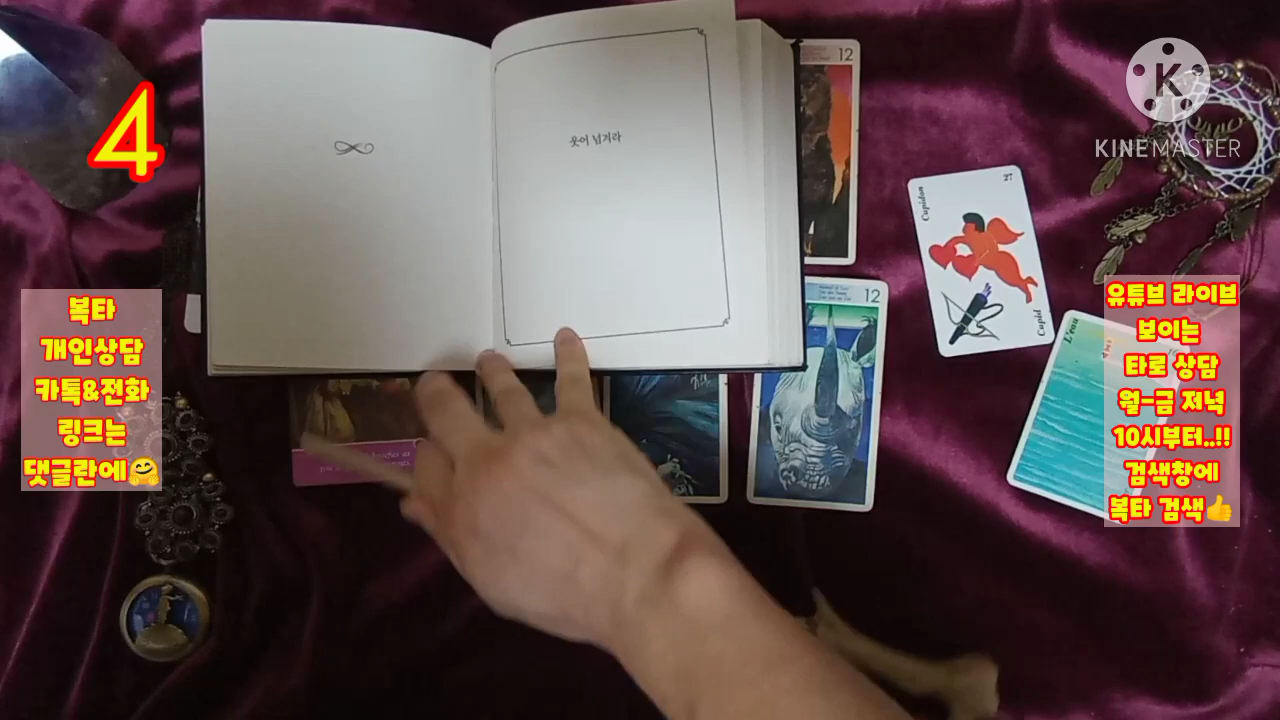 4
웃어 넘겨라
12
KINEMASTER
Cupidon
27
Cupid
12
L'eau
복타
개인상담
카톡&전화
링크는
댓글란에🤗
유튜브 라이브
보이는
타로 상담
월-금 저녁
10시부터..!!
검색창에
복타 검색👍